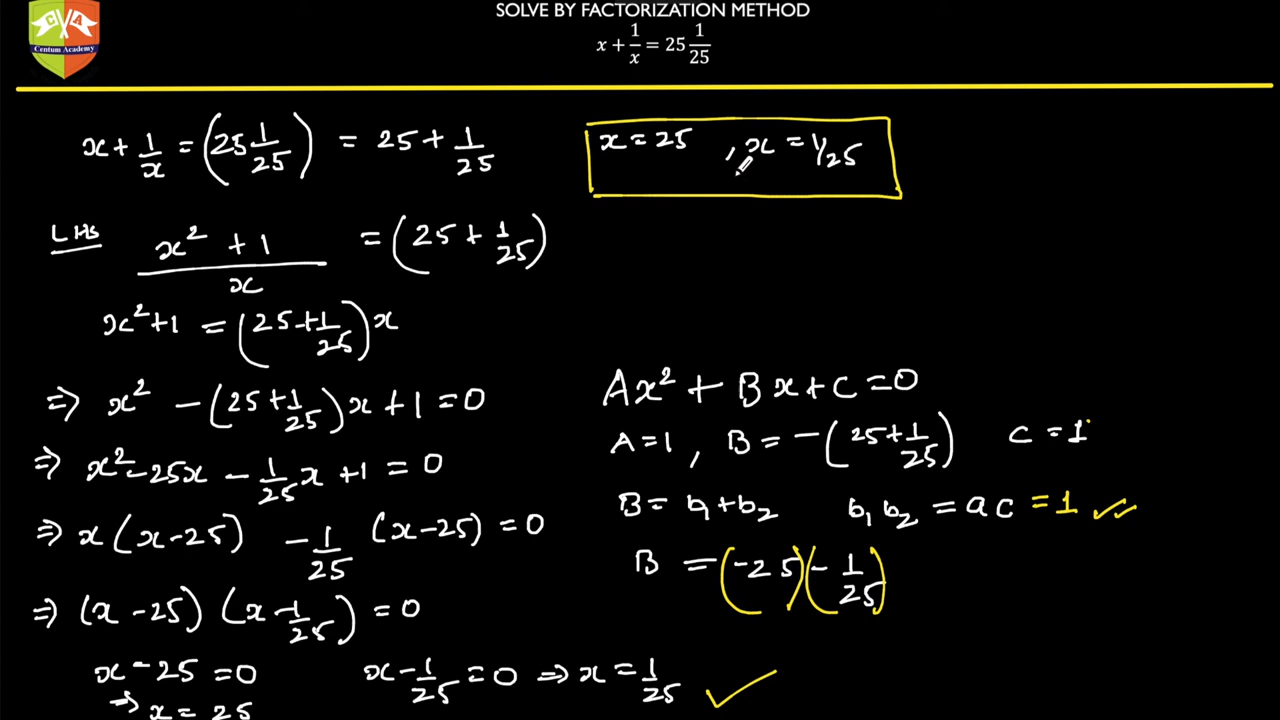 SOLVE BY FACTORIZATION METHOD
x + 1/x = 25 1/25
C A
Centum Academy
x + 1/x = (25 1/25) = 25 + 1/25
x = 25 , x = 1/25
LHS (x² + 1)/x = (25 + 1/25)
x² + 1 = (25 + 1/25)x
⇒ x² - (25 + 1/25)x + 1 = 0
⇒ x² - 25x - 1/25 x + 1 = 0
⇒ x(x - 25) - 1/25 (x - 25) = 0
⇒ (x - 25) (x - 1/25) = 0
x - 25 = 0
⇒ x = 25
x - 1/25 = 0 ⇒ x = 1/25 ✓
Ax² + Bx + C = 0
A = 1 , B = -(25 + 1/25) C = 1
B = b₁ + b₂ b₁ b₂ = ac = 1 ✓✓
B = (-25)(-1/25)